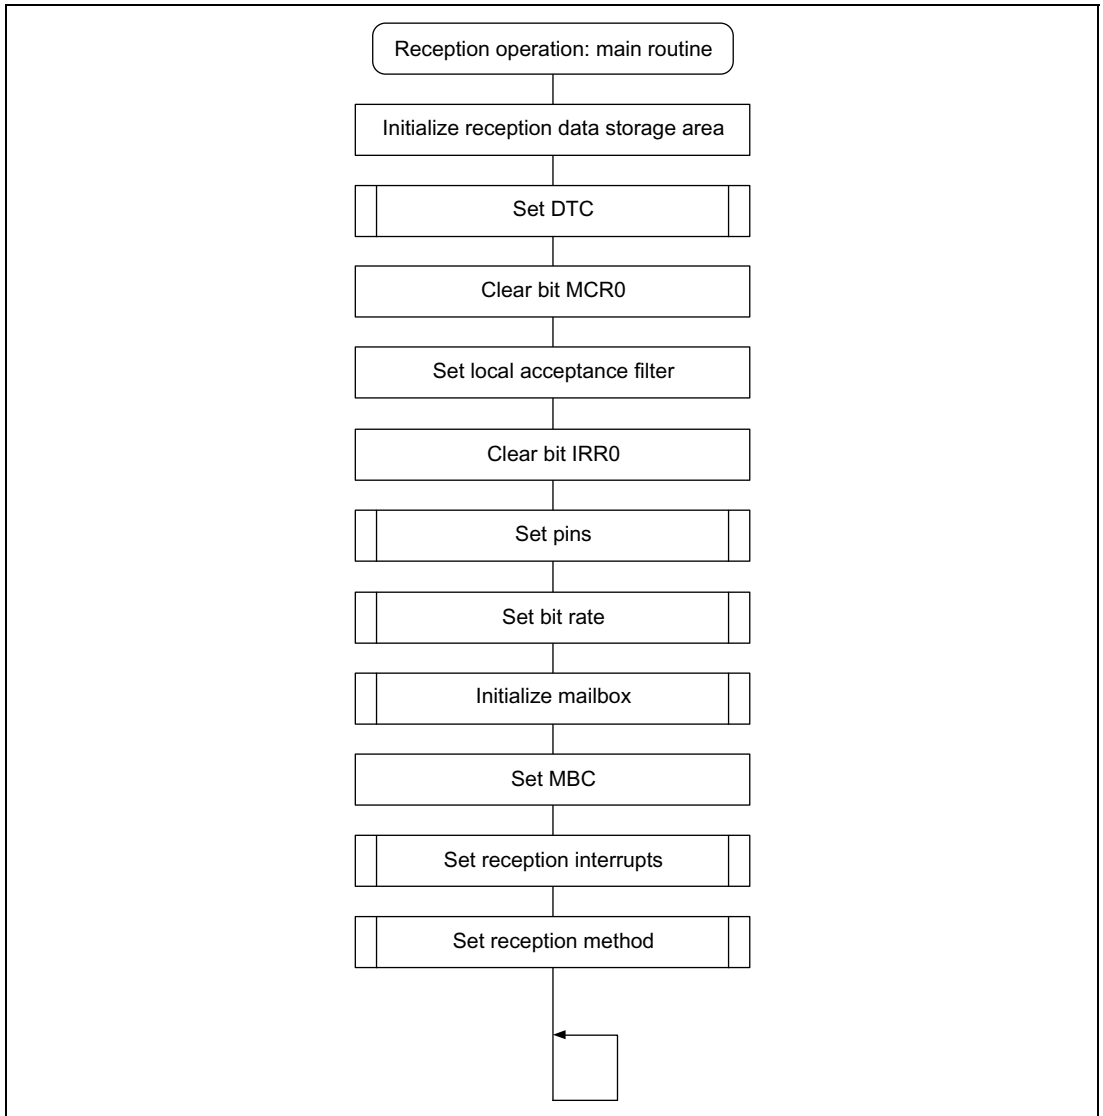 Reception operation: main routine
Initialize reception data storage area
Set DTC
Clear bit MCR0
Set local acceptance filter
Clear bit IRR0
Set pins
Set bit rate
Initialize mailbox
Set MBC
Set reception interrupts
Set reception method